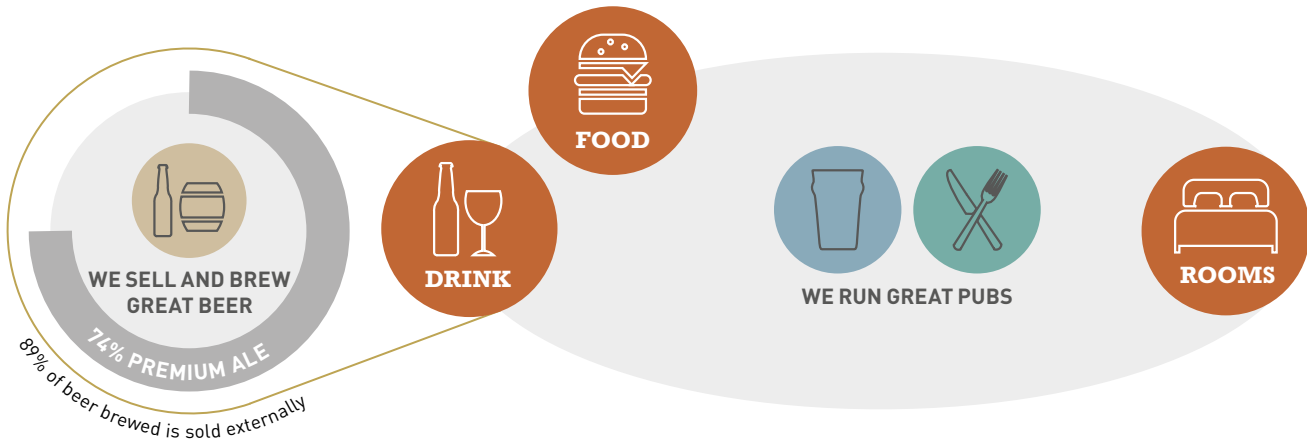 WE SELL AND BREW
GREAT BEER
74% PREMIUM ALE
89% of beer brewed is sold externally
DRINK
FOOD
WE RUN GREAT PUBS
ROOMS